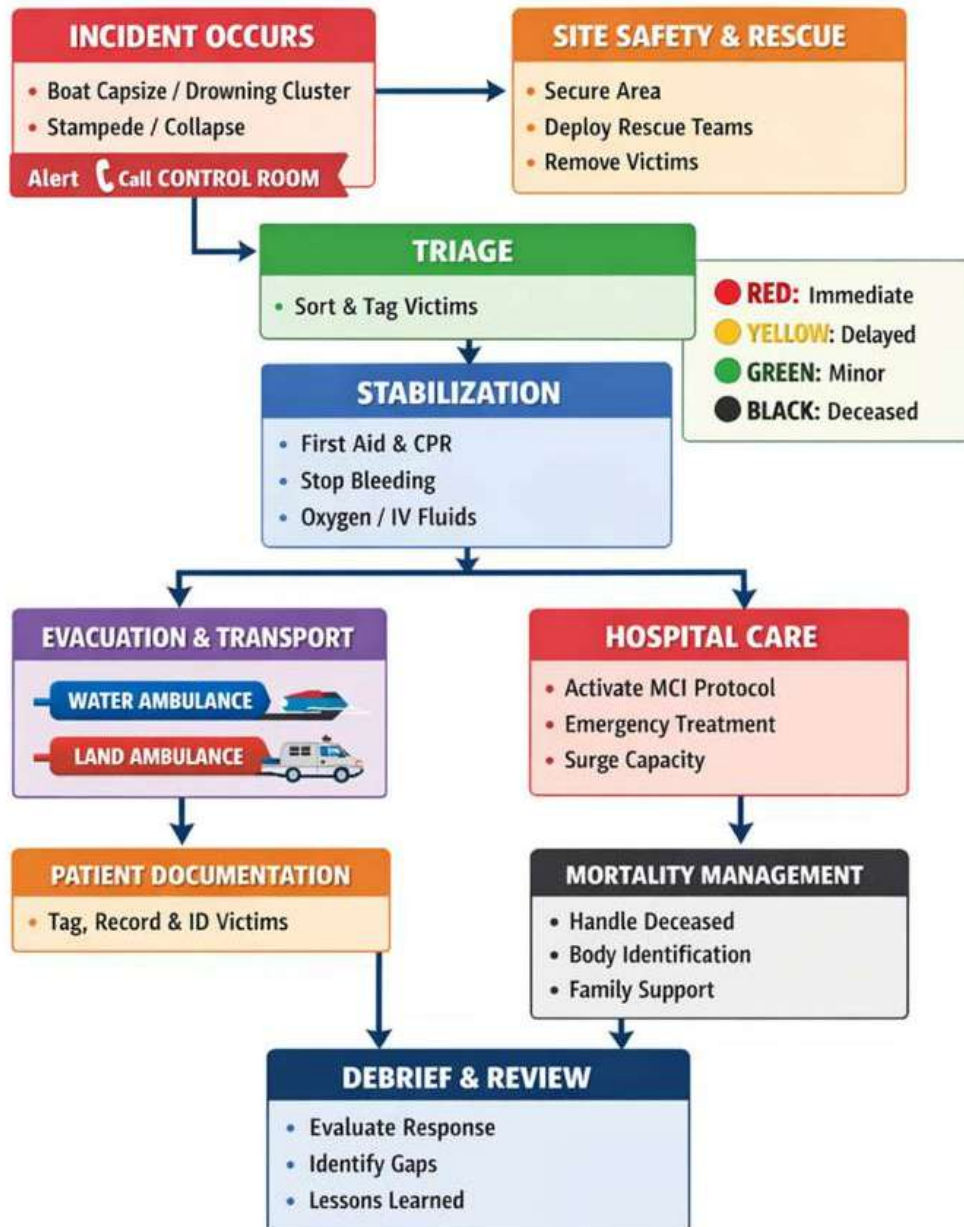 INCIDENT OCCURS
• Boat Capsize / Drowning Cluster
• Stampede / Collapse
Alert Call CONTROL ROOM
SITE SAFETY & RESCUE
• Secure Area
• Deploy Rescue Teams
• Remove Victims
TRIAGE
• Sort & Tag Victims
RED: Immediate
YELLOW: Delayed
GREEN: Minor
BLACK: Deceased
STABILIZATION
• First Aid & CPR
• Stop Bleeding
• Oxygen / IV Fluids
EVACUATION & TRANSPORT
WATER AMBULANCE
LAND AMBULANCE
HOSPITAL CARE
• Activate MCI Protocol
• Emergency Treatment
• Surge Capacity
PATIENT DOCUMENTATION
• Tag, Record & ID Victims
MORTALITY MANAGEMENT
• Handle Deceased
• Body Identification
• Family Support
DEBRIEF & REVIEW
• Evaluate Response
• Identify Gaps
• Lessons Learned